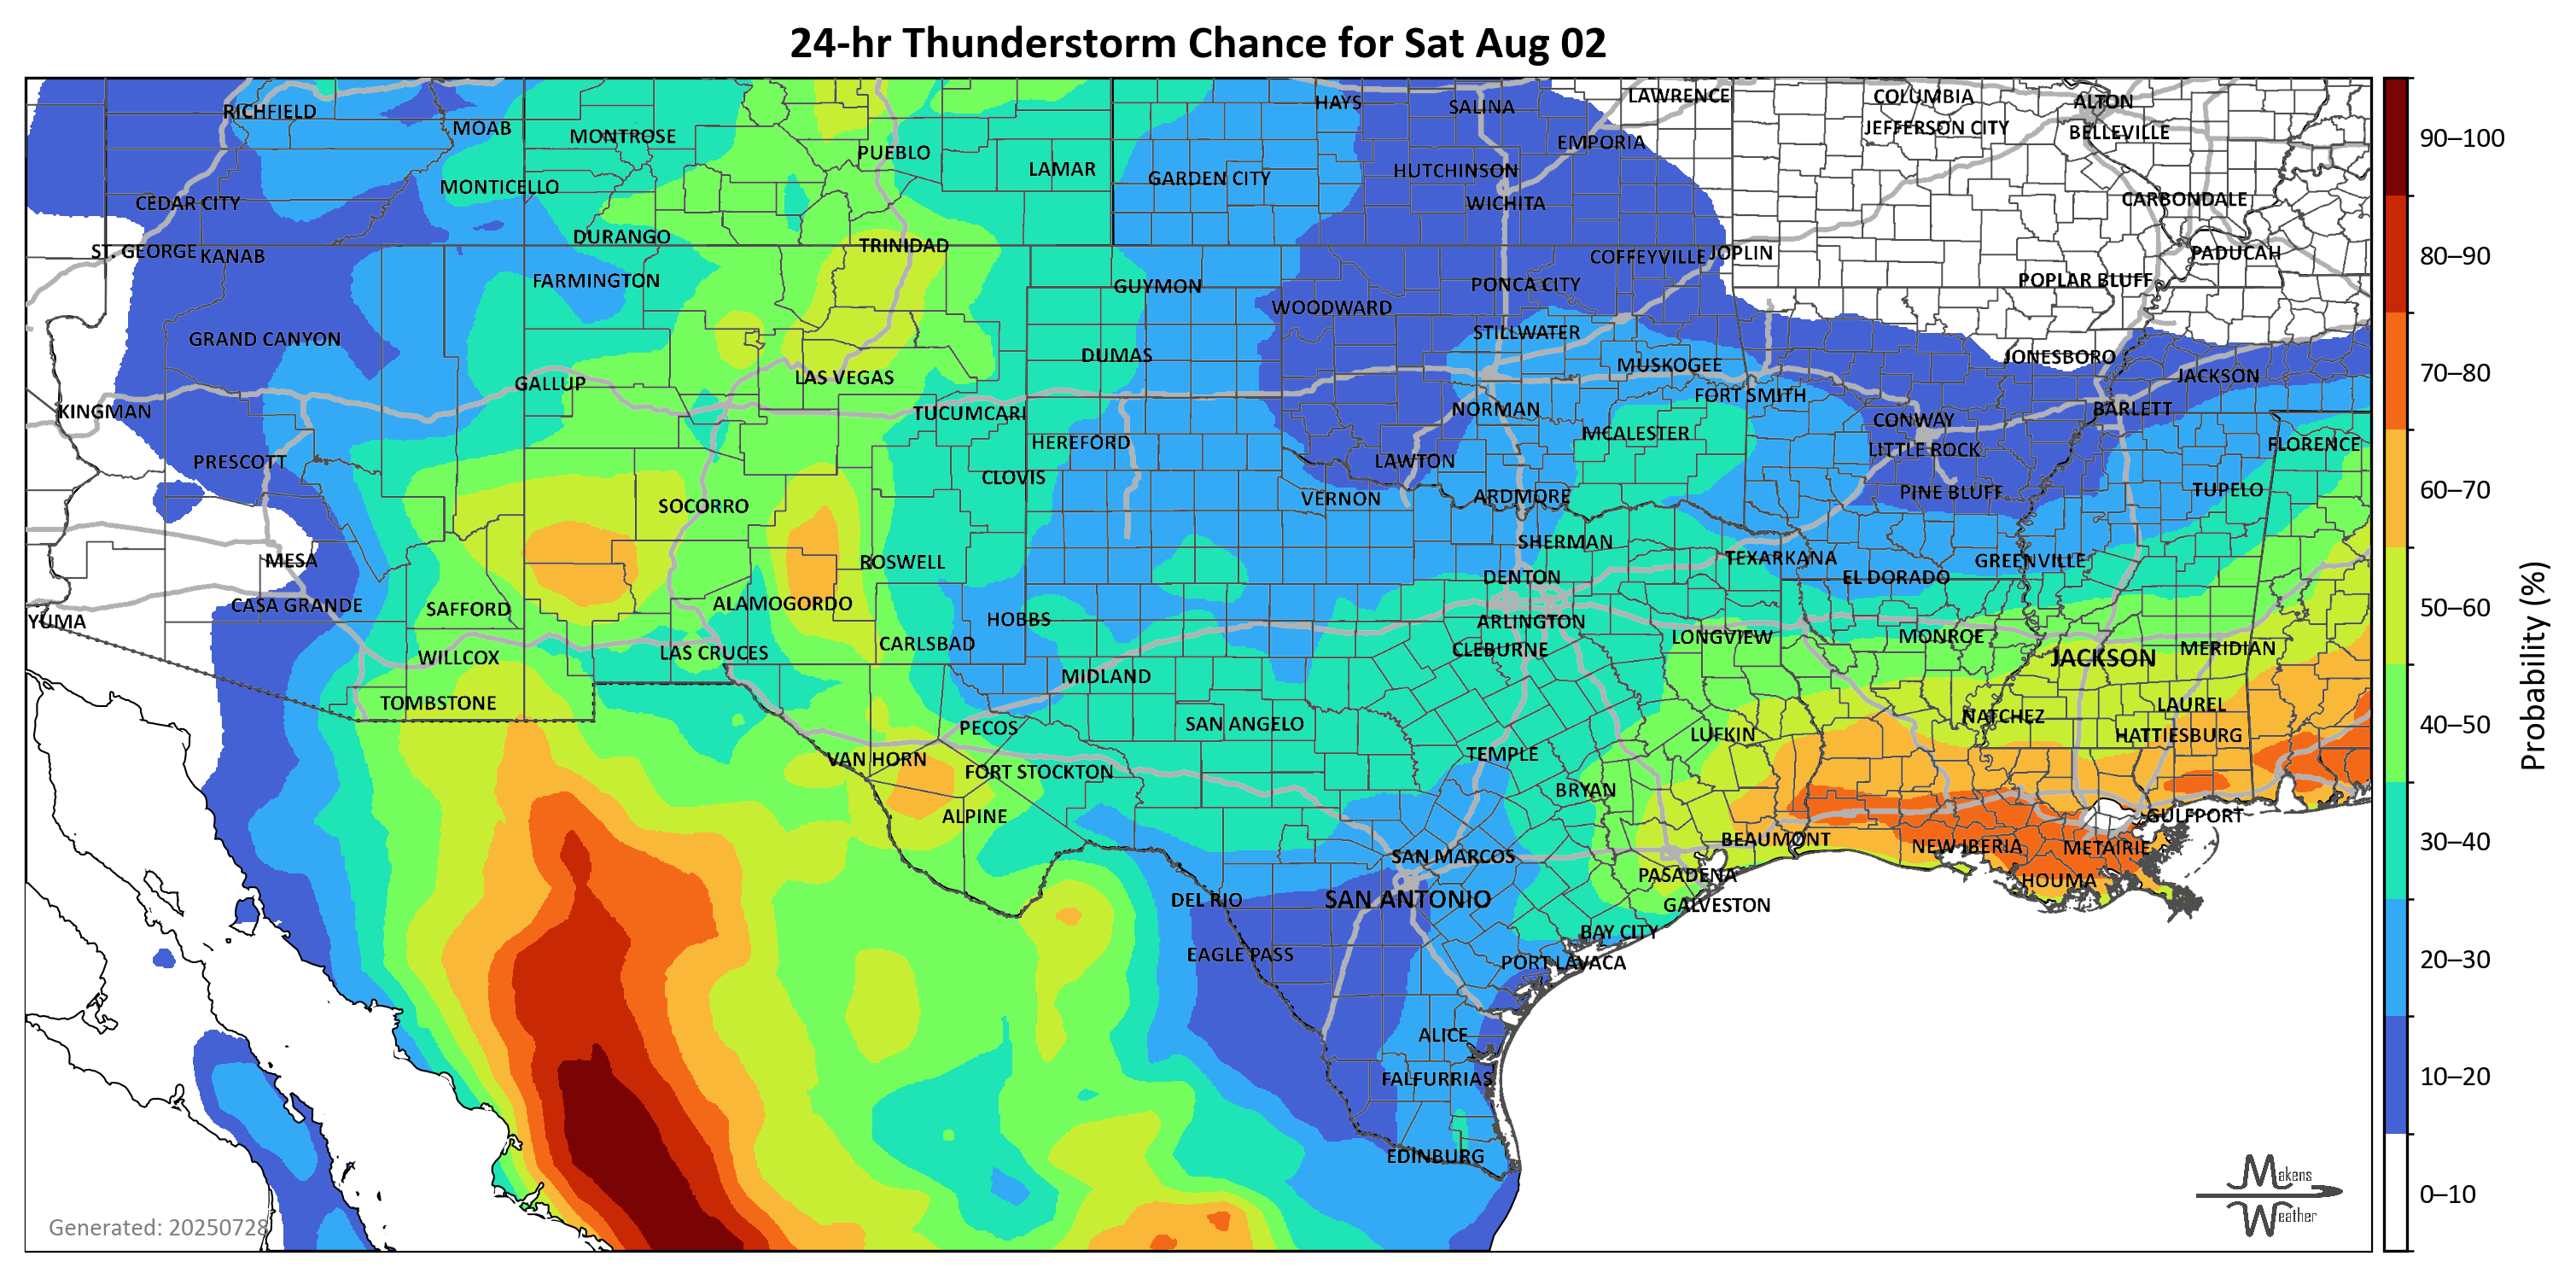 24-hr Thunderstorm Chance for Sat Aug 02
RICHFIELD
MOAB
MONTROSE
PUEBLO
LAMAR
GARDEN CITY
HAYS
SALINA
LAWRENCE
COLUMBIA
ALTON
JEFFERSON CITY
BELLEVILLE
EMPORIA
HUTCHINSON
WICHITA
MONTICELLO
CEDAR CITY
CARBONDALE
DURANGO
TRINIDAD
ST. GEORGE
KANAB
FARMINGTON
GUYMON
COFFEYVILLE
JOPLIN
PADUCAH
POPLAR BLUFF
PONCA CITY
WOODWARD
STILLWATER
GRAND CANYON
DUMAS
MUSKOGEE
JONESBORO
JACKSON
GALLUP
LAS VEGAS
FORT SMITH
KINGMAN
TUCUMCARI
NORMAN
BARLETT
CONWAY
MCALESTER
HEREFORD
LITTLE ROCK
FLORENCE
PRESCOTT
LAWTON
CLOVIS
PINE BLUFF
TUPELO
VERNON
ARDMORE
SOCORRO
SHERMAN
MESA
ROSWELL
TEXARKANA
GREENVILLE
DENTON
EL DORADO
CASA GRANDE
SAFFORD
ALAMOGORDO
YUMA
HOBBS
ARLINGTON
LONGVIEW
MONROE
CARLSBAD
CLEBURNE
WILLCOX
LAS CRUCES
JACKSON
MERIDIAN
MIDLAND
TOMBSTONE
LAUREL
NATCHEZ
PECOS
SAN ANGELO
LUFKIN
HATTIESBURG
VAN HORN
TEMPLE
FORT STOCKTON
BRYAN
ALPINE
GULFPORT
BEAUMONT
NEW IBERIA
METAIRIE
SAN MARCOS
PASADENA
HOUMA
DEL RIO
SAN ANTONIO
GALVESTON
BAY CITY
EAGLE PASS
PORT LAVACA
ALICE
FALFURRIAS
EDINBURG
Generated: 20250728
Makens
Weather
90–100
80–90
70–80
60–70
50–60
40–50
30–40
20–30
10–20
0–10
Probability (%)